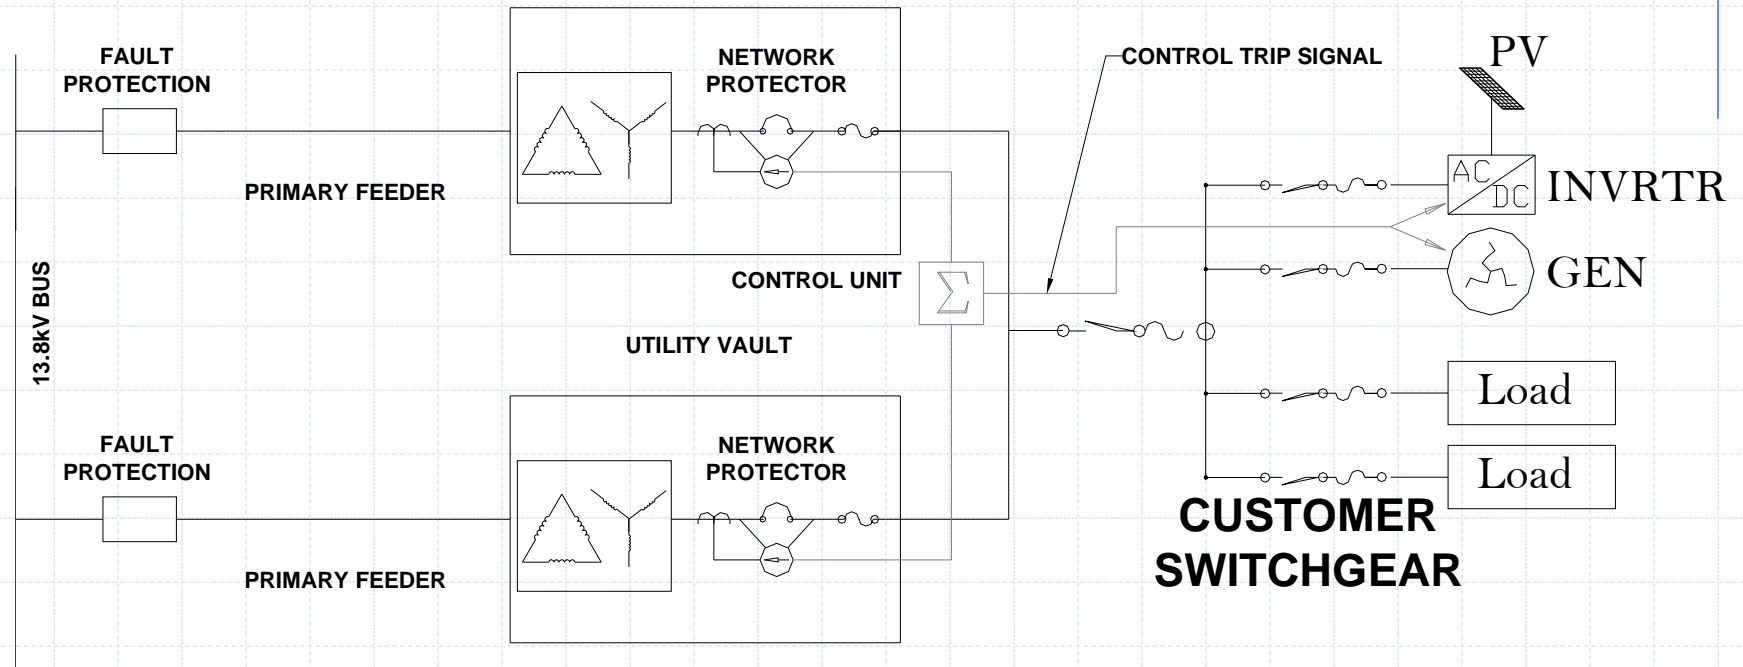 FAULT
PROTECTION
NETWORK
PROTECTOR
CONTROL TRIP SIGNAL
PV
PRIMARY FEEDER
AC
DC
INVRTR
GEN
CONTROL UNIT
Σ
13.8kV BUS
UTILITY VAULT
Load
FAULT
PROTECTION
NETWORK
PROTECTOR
Load
CUSTOMER
SWITCHGEAR
PRIMARY FEEDER